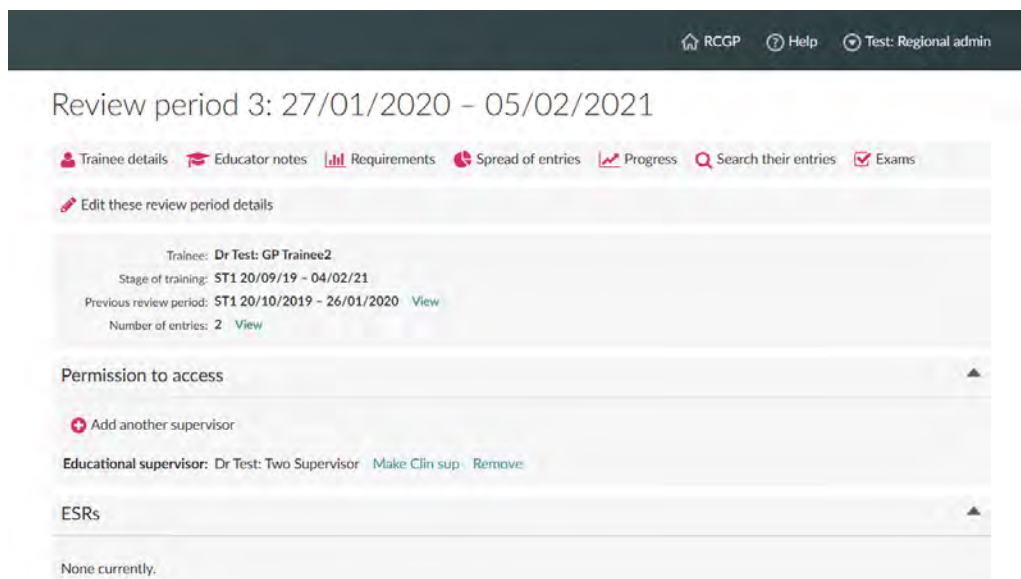 RCGP Help Test: Regional admin
Review period 3: 27/01/2020 – 05/02/2021
Trainee details Educator notes Requirements Spread of entries Progress Search their entries Exams
Edit these review period details
Trainee: Dr Test: GP Trainee2
Stage of training: ST1 20/09/19 – 04/02/21
Previous review period: ST1 20/10/2019 – 26/01/2020 View
Number of entries: 2 View
Permission to access
Add another supervisor
Educational supervisor: Dr Test: Two Supervisor Make Clin sup Remove
ESRs
None currently.